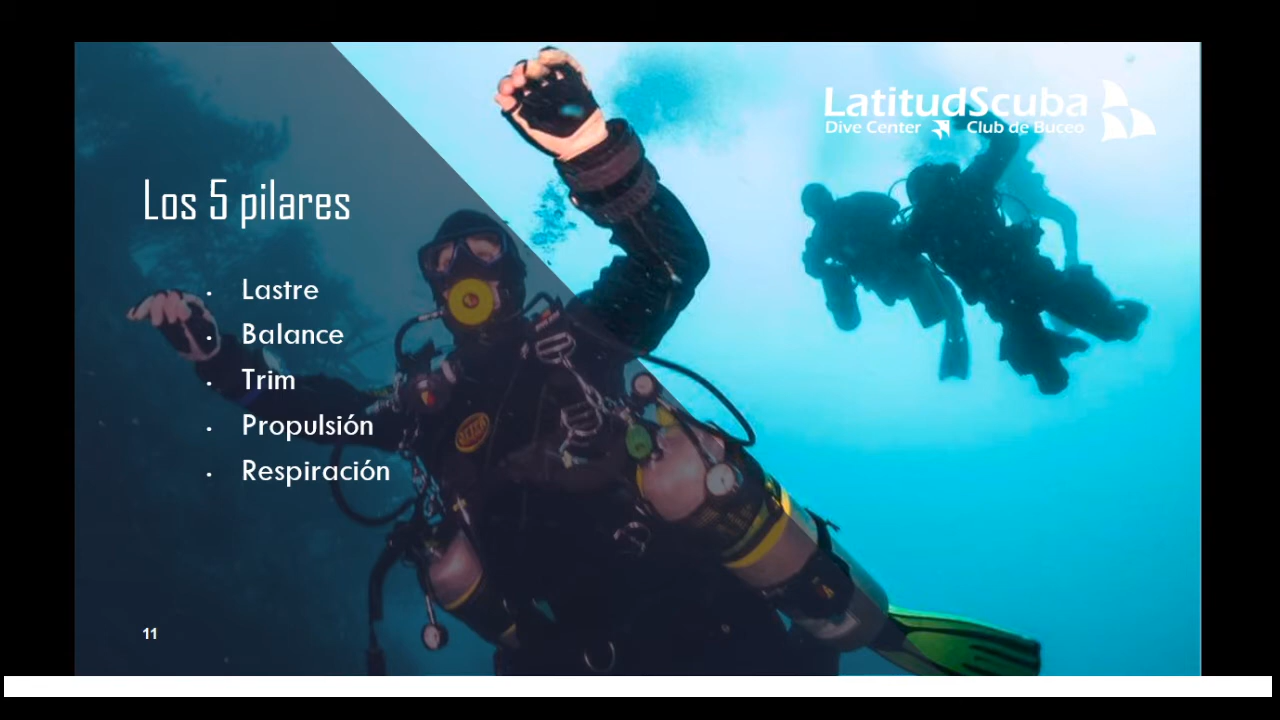 LatitudScuba
Dive Center Club de Buceo
Los 5 pilares
• Lastre
• Balance
• Trim
• Propulsión
• Respiración
11